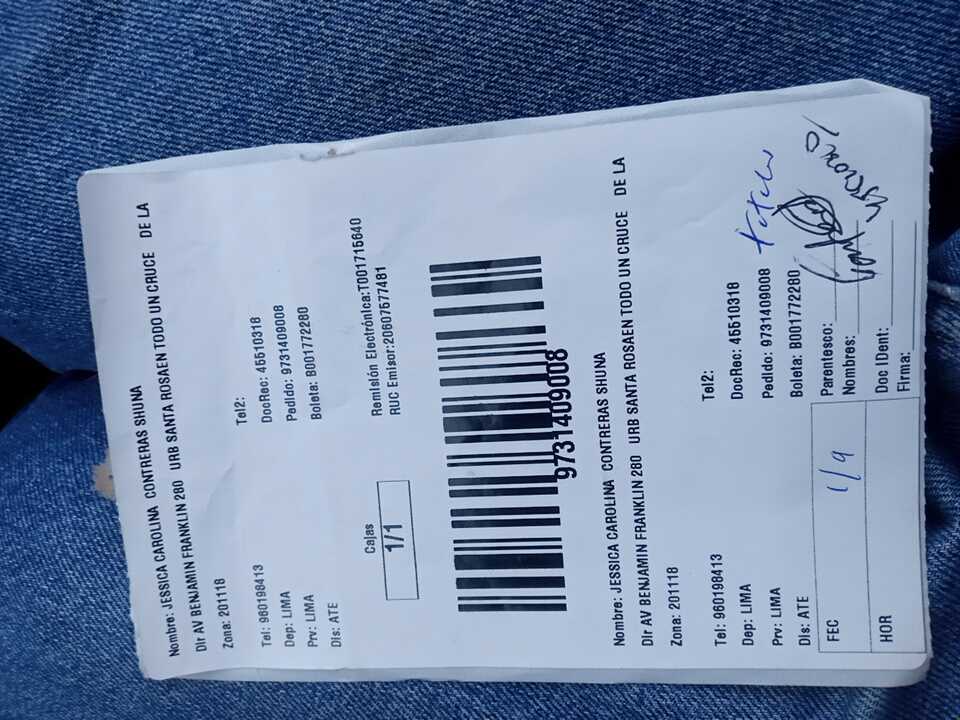 Nombre: JESSICA CAROLINA CONTRERAS SHUNA
Dir AV BENJAMIN FRANKLIN 280 URB SANTA ROSAEN TODO UN CRUCE DE LA
Zona: 201118
Tel: 960198413 Tel2:
Dep: LIMA DocRec: 45510318
Prv: LIMA Pedido: 9731409008
Dis: ATE Boleta: B001772280
Cajas
1/1
Remisión Electrónica:T001715640
RUC Emisor:20607577481
9731409008
Nombre: JESSICA CAROLINA CONTRERAS SHUNA
Dir AV BENJAMIN FRANKLIN 280 URB SANTA ROSAEN TODO UN CRUCE DE LA
Zona: 201118
Tel: 960198413 Tel2:
Dep: LIMA DocRec: 45510318
Prv: LIMA Pedido: 9731409008
Dis: ATE Boleta: B001772280
FEC 1/9 Parentesco:
Nombres:
HOR Doc IDent:
Firma: